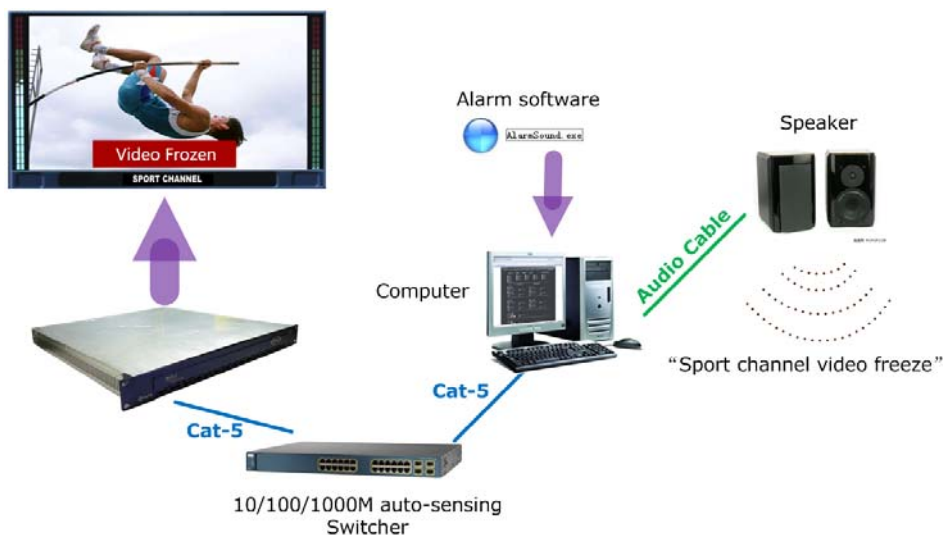 Video Frozen
SPORT CHANNEL
Alarm software
AlarmSound.exe
Speaker
Computer
Audio Cable
"Sport channel video freeze"
Cat-5
Cat-5
10/100/1000M auto-sensing
Switcher